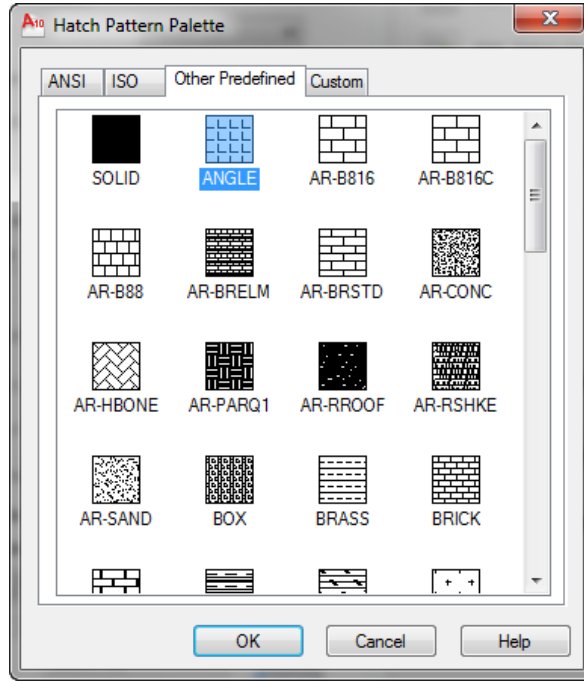 A10 Hatch Pattern Palette
ANSI ISO Other Predefined Custom
SOLID ANGLE AR-B816 AR-B816C
AR-B88 AR-BRELM AR-BRSTD AR-CONC
AR-HBONE AR-PARQ1 AR-RROOF AR-RSHKE
AR-SAND BOX BRASS BRICK
OK Cancel Help